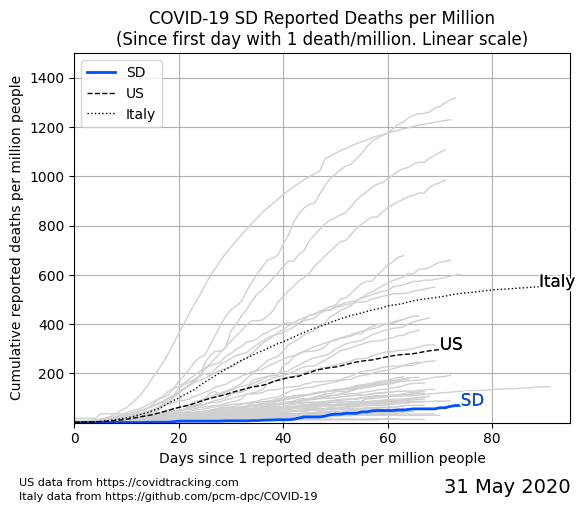 COVID-19 SD Reported Deaths per Million
(Since first day with 1 death/million. Linear scale)
SD
US
Italy
1400
1200
1000
800
600
400
200
Cumulative reported deaths per million people
Italy
US
SD
0 20 40 60 80
Days since 1 reported death per million people
US data from https://covidtracking.com
Italy data from https://github.com/pcm-dpc/COVID-19
31 May 2020